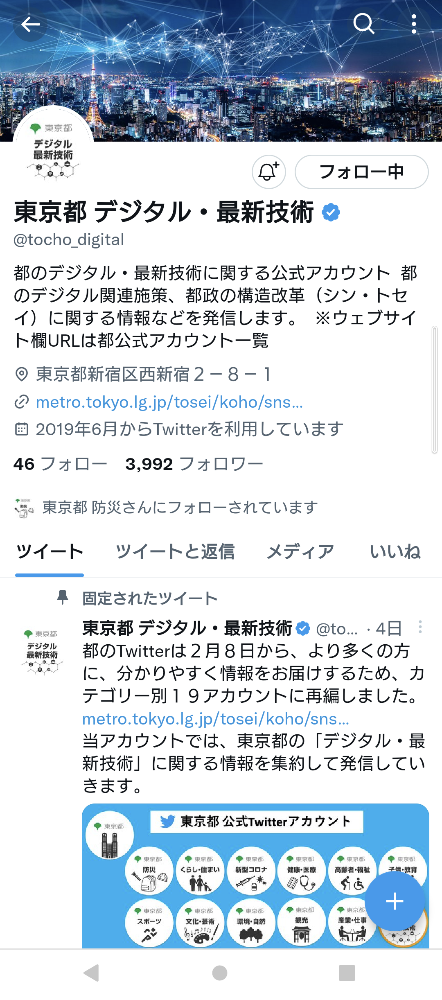 東京都
デジタル
最新技術
フォロー中
東京都 デジタル・最新技術
@tocho_digital
都のデジタル・最新技術に関する公式アカウント 都
のデジタル関連施策、都政の構造改革（シン・トセ
イ）に関する情報などを発信します。 ※ウェブサイ
ト欄URLは都公式アカウント一覧
東京都新宿区西新宿２－８－１
metro.tokyo.lg.jp/tosei/koho/sns…
2019年6月からTwitterを利用しています
46 フォロー 3,992 フォロワー
東京都
防災
東京都 防災さんにフォローされています
ツイート ツイートと返信 メディア いいね
固定されたツイート
東京都 デジタル・最新技術 @to… · 4日
東京都
デジタル
最新技術
都のTwitterは２月８日から、より多くの方
に、分かりやすく情報をお届けするため、カ
テゴリー別１９アカウントに再編しました。
metro.tokyo.lg.jp/tosei/koho/sns…
当アカウントでは、東京都の「デジタル・最
新技術」に関する情報を集約して発信してい
きます。
東京都 公式Twitterアカウント
東京都
東京都 東京都 東京都 東京都 東京都 東京都
防災 くらし・住まい 新型コロナ 健康・医療 高齢者・福祉 子供・教育
東京都 東京都 東京都 東京都 東京都
スポーツ 文化・芸術 環境・自然 観光 産業・仕事